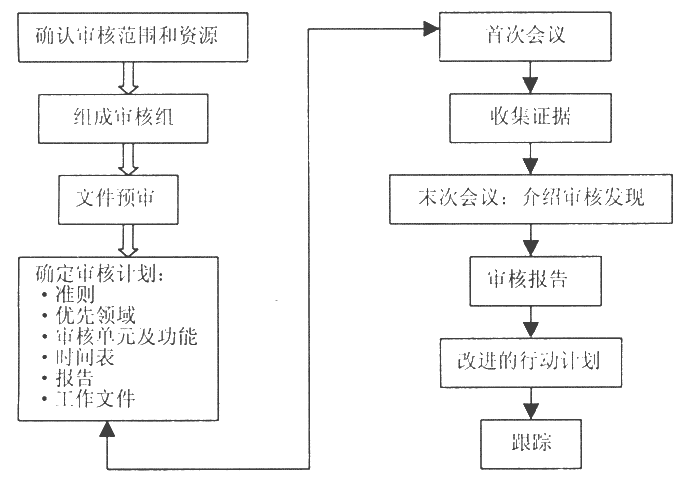 确认审核范围和资源
组成审核组
文件预审
确定审核计划：
·准则
·优先领域
·审核单元及功能
·时间表
·报告
·工作文件
首次会议
收集证据
末次会议：介绍审核发现
审核报告
改进的行动计划
跟踪